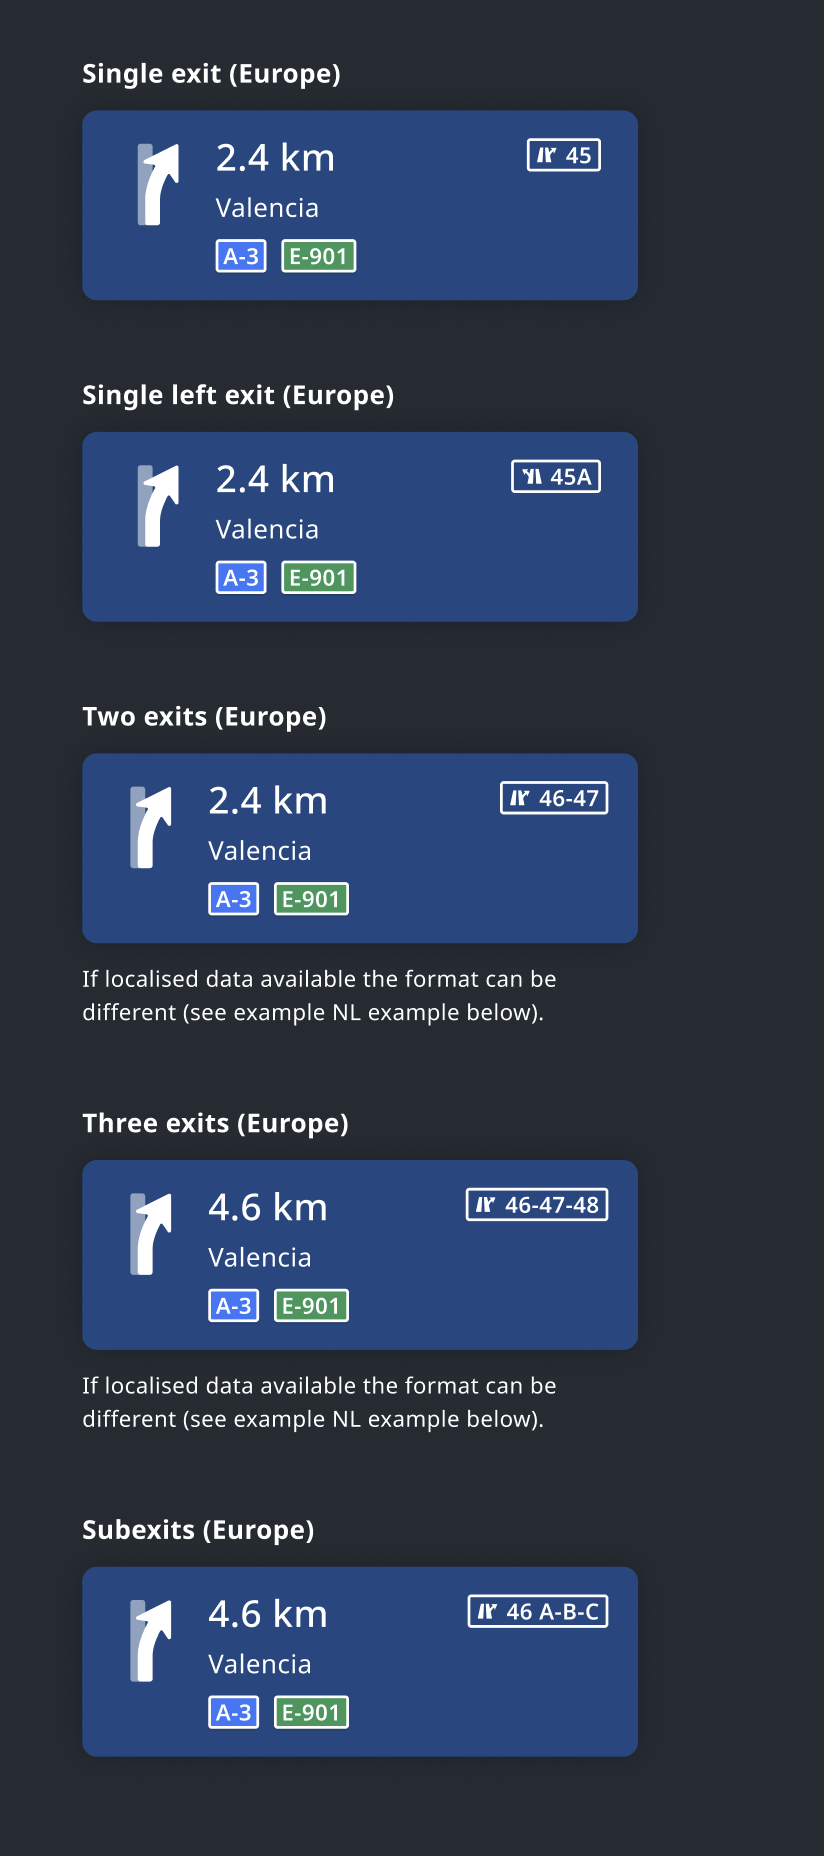 Single exit (Europe)
2.4 km
45
Valencia
A-3 E-901
Single left exit (Europe)
2.4 km
45A
Valencia
A-3 E-901
Two exits (Europe)
2.4 km
46-47
Valencia
A-3 E-901
If localised data available the format can be
different (see example NL example below).
Three exits (Europe)
4.6 km
46-47-48
Valencia
A-3 E-901
If localised data available the format can be
different (see example NL example below).
Subexits (Europe)
4.6 km
46 A-B-C
Valencia
A-3 E-901